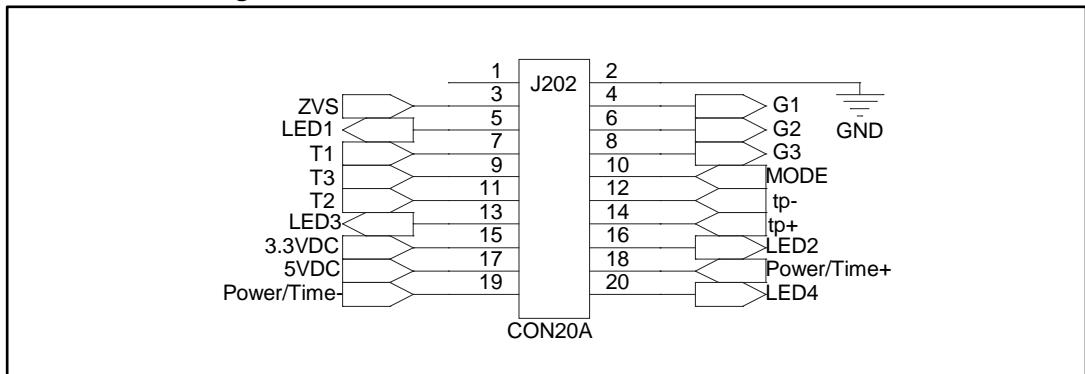 g
1 J202 2
ZVS 3 4 G1
LED1 5 6 G2 GND
T1 7 8 G3
T3 9 10 MODE
T2 11 12 tp-
LED3 13 14 tp+
3.3VDC 15 16 LED2
5VDC 17 18 Power/Time+
Power/Time- 19 20 LED4
CON20A